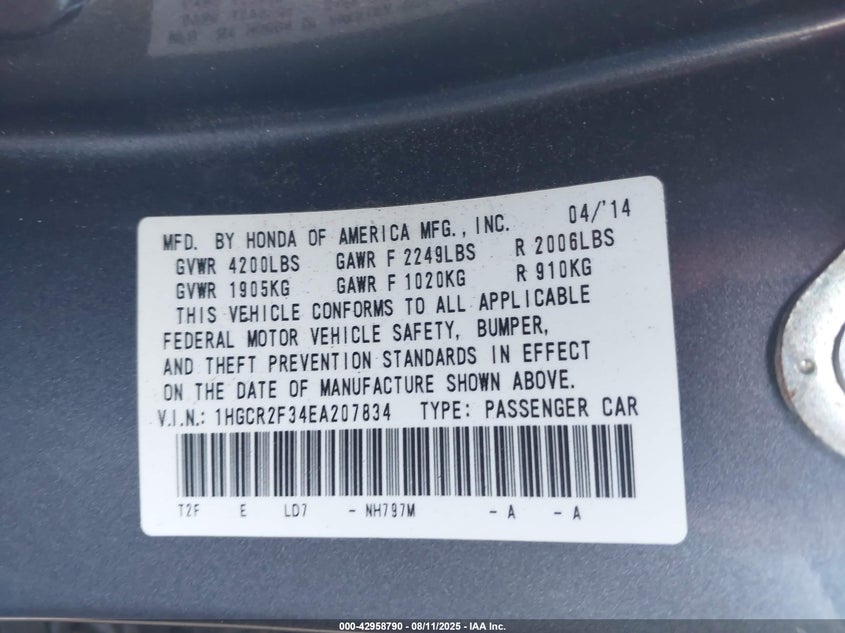 MFD. BY HONDA OF AMERICA MFG., INC. 04/'14
GVWR 4200LBS GAWR F 2249LBS R 2006LBS
GVWR 1905KG GAWR F 1020KG R 910KG
THIS VEHICLE CONFORMS TO ALL APPLICABLE
FEDERAL MOTOR VEHICLE SAFETY, BUMPER,
AND THEFT PREVENTION STANDARDS IN EFFECT
ON THE DATE OF MANUFACTURE SHOWN ABOVE.
V.I.N.: 1HGCR2F34EA207834 TYPE: PASSENGER CAR
T2F E LD7 - NH797M - A - A
000-42958790 - 08/11/2025 - IAA Inc.